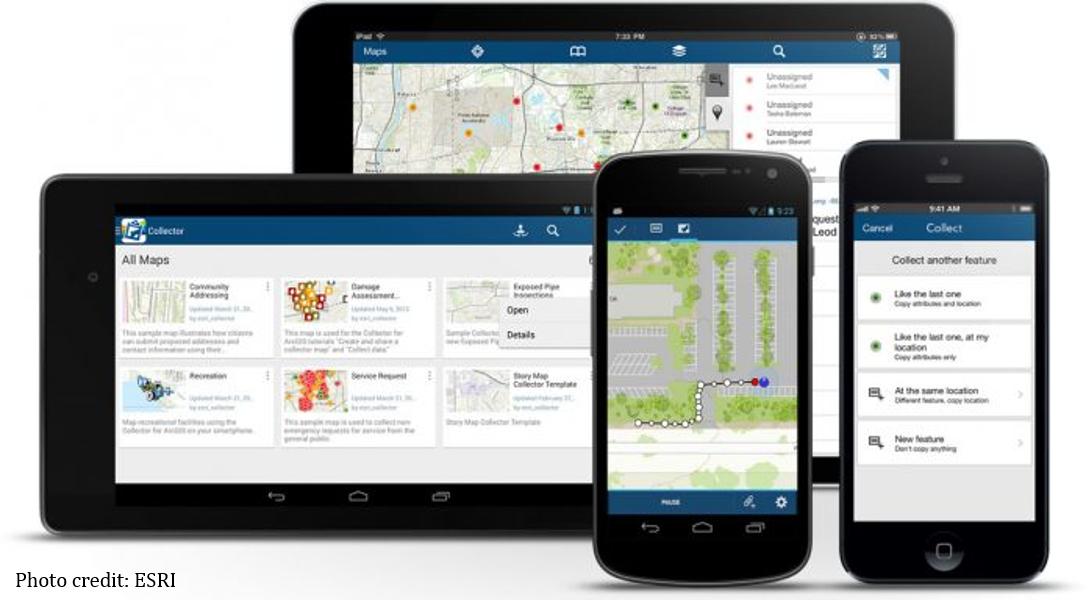 iPad
7:33 PM
92%
Maps
Unassigned
Lee MacLeod
Unassigned
Tasha Bateman
Unassigned
Lauren Stewart
quest
Leod
Collector
All Maps
Community
Addressing
Updated March 21, 20...
by esri_collector
This sample map illustrates how citizens
can submit proposed addresses and
contact information using their...
Damage
Assessment...
Updated May 9, 2013
by esri_collector
This map is used for the Collector for
ArcGIS tutorials "Create and share a
collector map" and "Collect data."
Exposed Pipe
Inspections
Sample Collecto
new Exposed Pi
Open
Details
Recreation
Updated March 21, 20...
by esri_collector
Map recreational facilities using the
Collector for ArcGIS on your smartphone.
Service Request
Updated March 21, 20...
by esri_collector
This sample map is used to collect non
emergency requests for service from the
general public.
Story Map
Collector Template
Updated February 27,...
by esri_collector
Story Map Collector Template
9:23
PAUSE
9:41 AM
Cancel
Collect
Collect another feature
Like the last one
Copy attributes and location
Like the last one, at my
location
Copy attributes only
At the same location
Different feature, copy location
New feature
Don't copy anything
Photo credit: ESRI